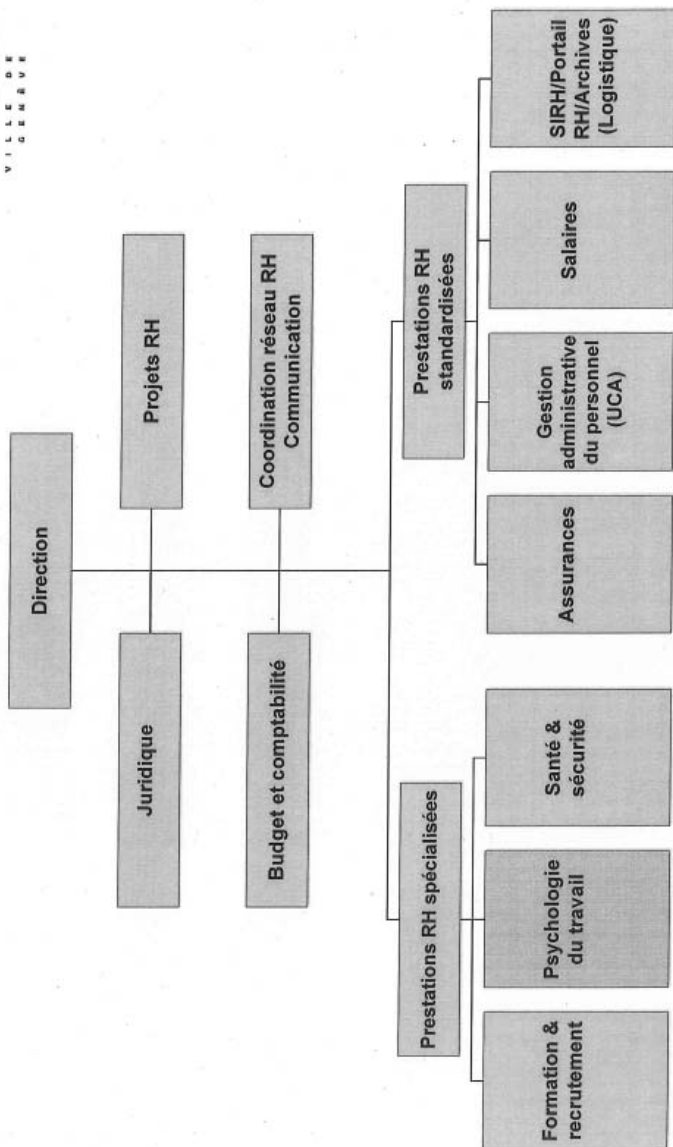 VILLE DE
GENÈVE
Direction
Juridique
Projets RH
Budget et comptabilité
Coordination réseau RH
Communication
Prestations RH spécialisées
Prestations RH
standardisées
Formation &
recrutement
Psychologie
du travail
Santé &
sécurité
Assurances
Gestion
administrative
du personnel
(UCA)
Salaires
SIRH/Portail
RH/Archives
(Logistique)